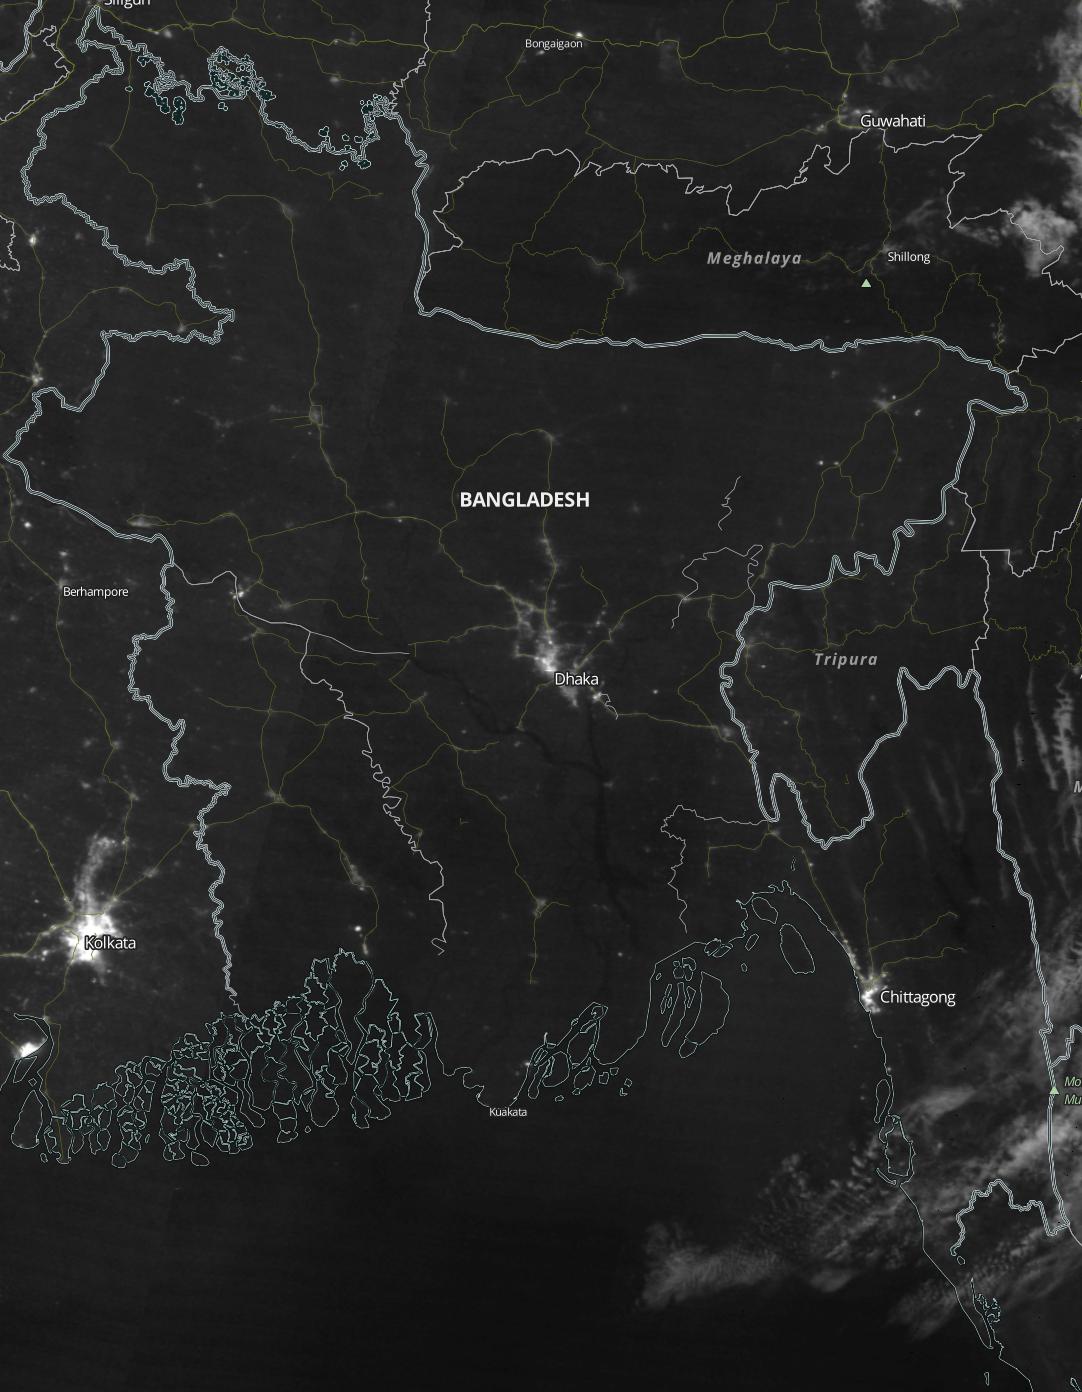 Siliguri
Bongaigaon
Guwahati
Meghalaya
Shillong
BANGLADESH
Berhampore
Tripura
Dhaka
Kolkata
Chittagong
Kuakata